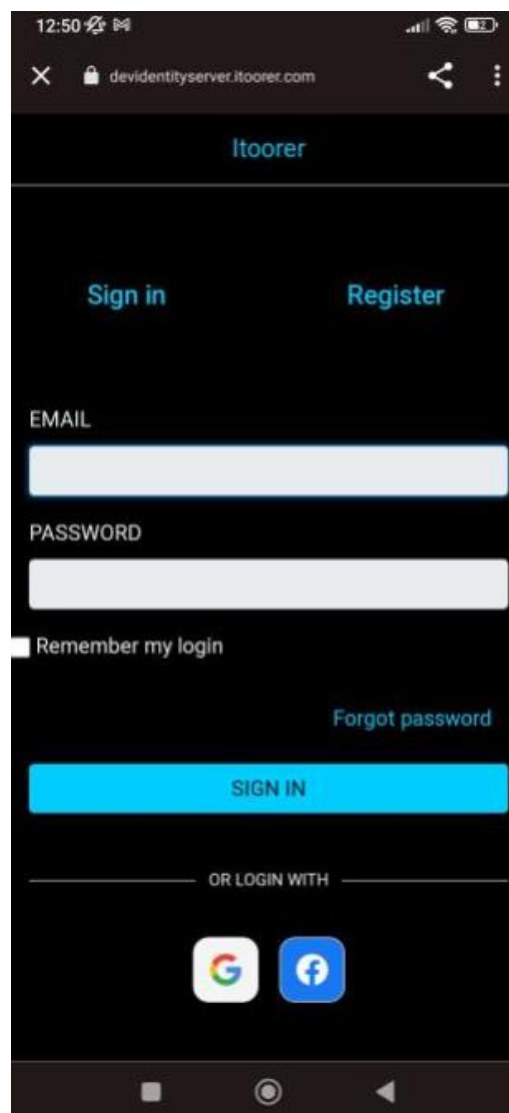 12:50
2
devidentityserver.itoorer.com
Itoorer
Sign in Register
EMAIL
PASSWORD
Remember my login
Forgot password
SIGN IN
OR LOGIN WITH